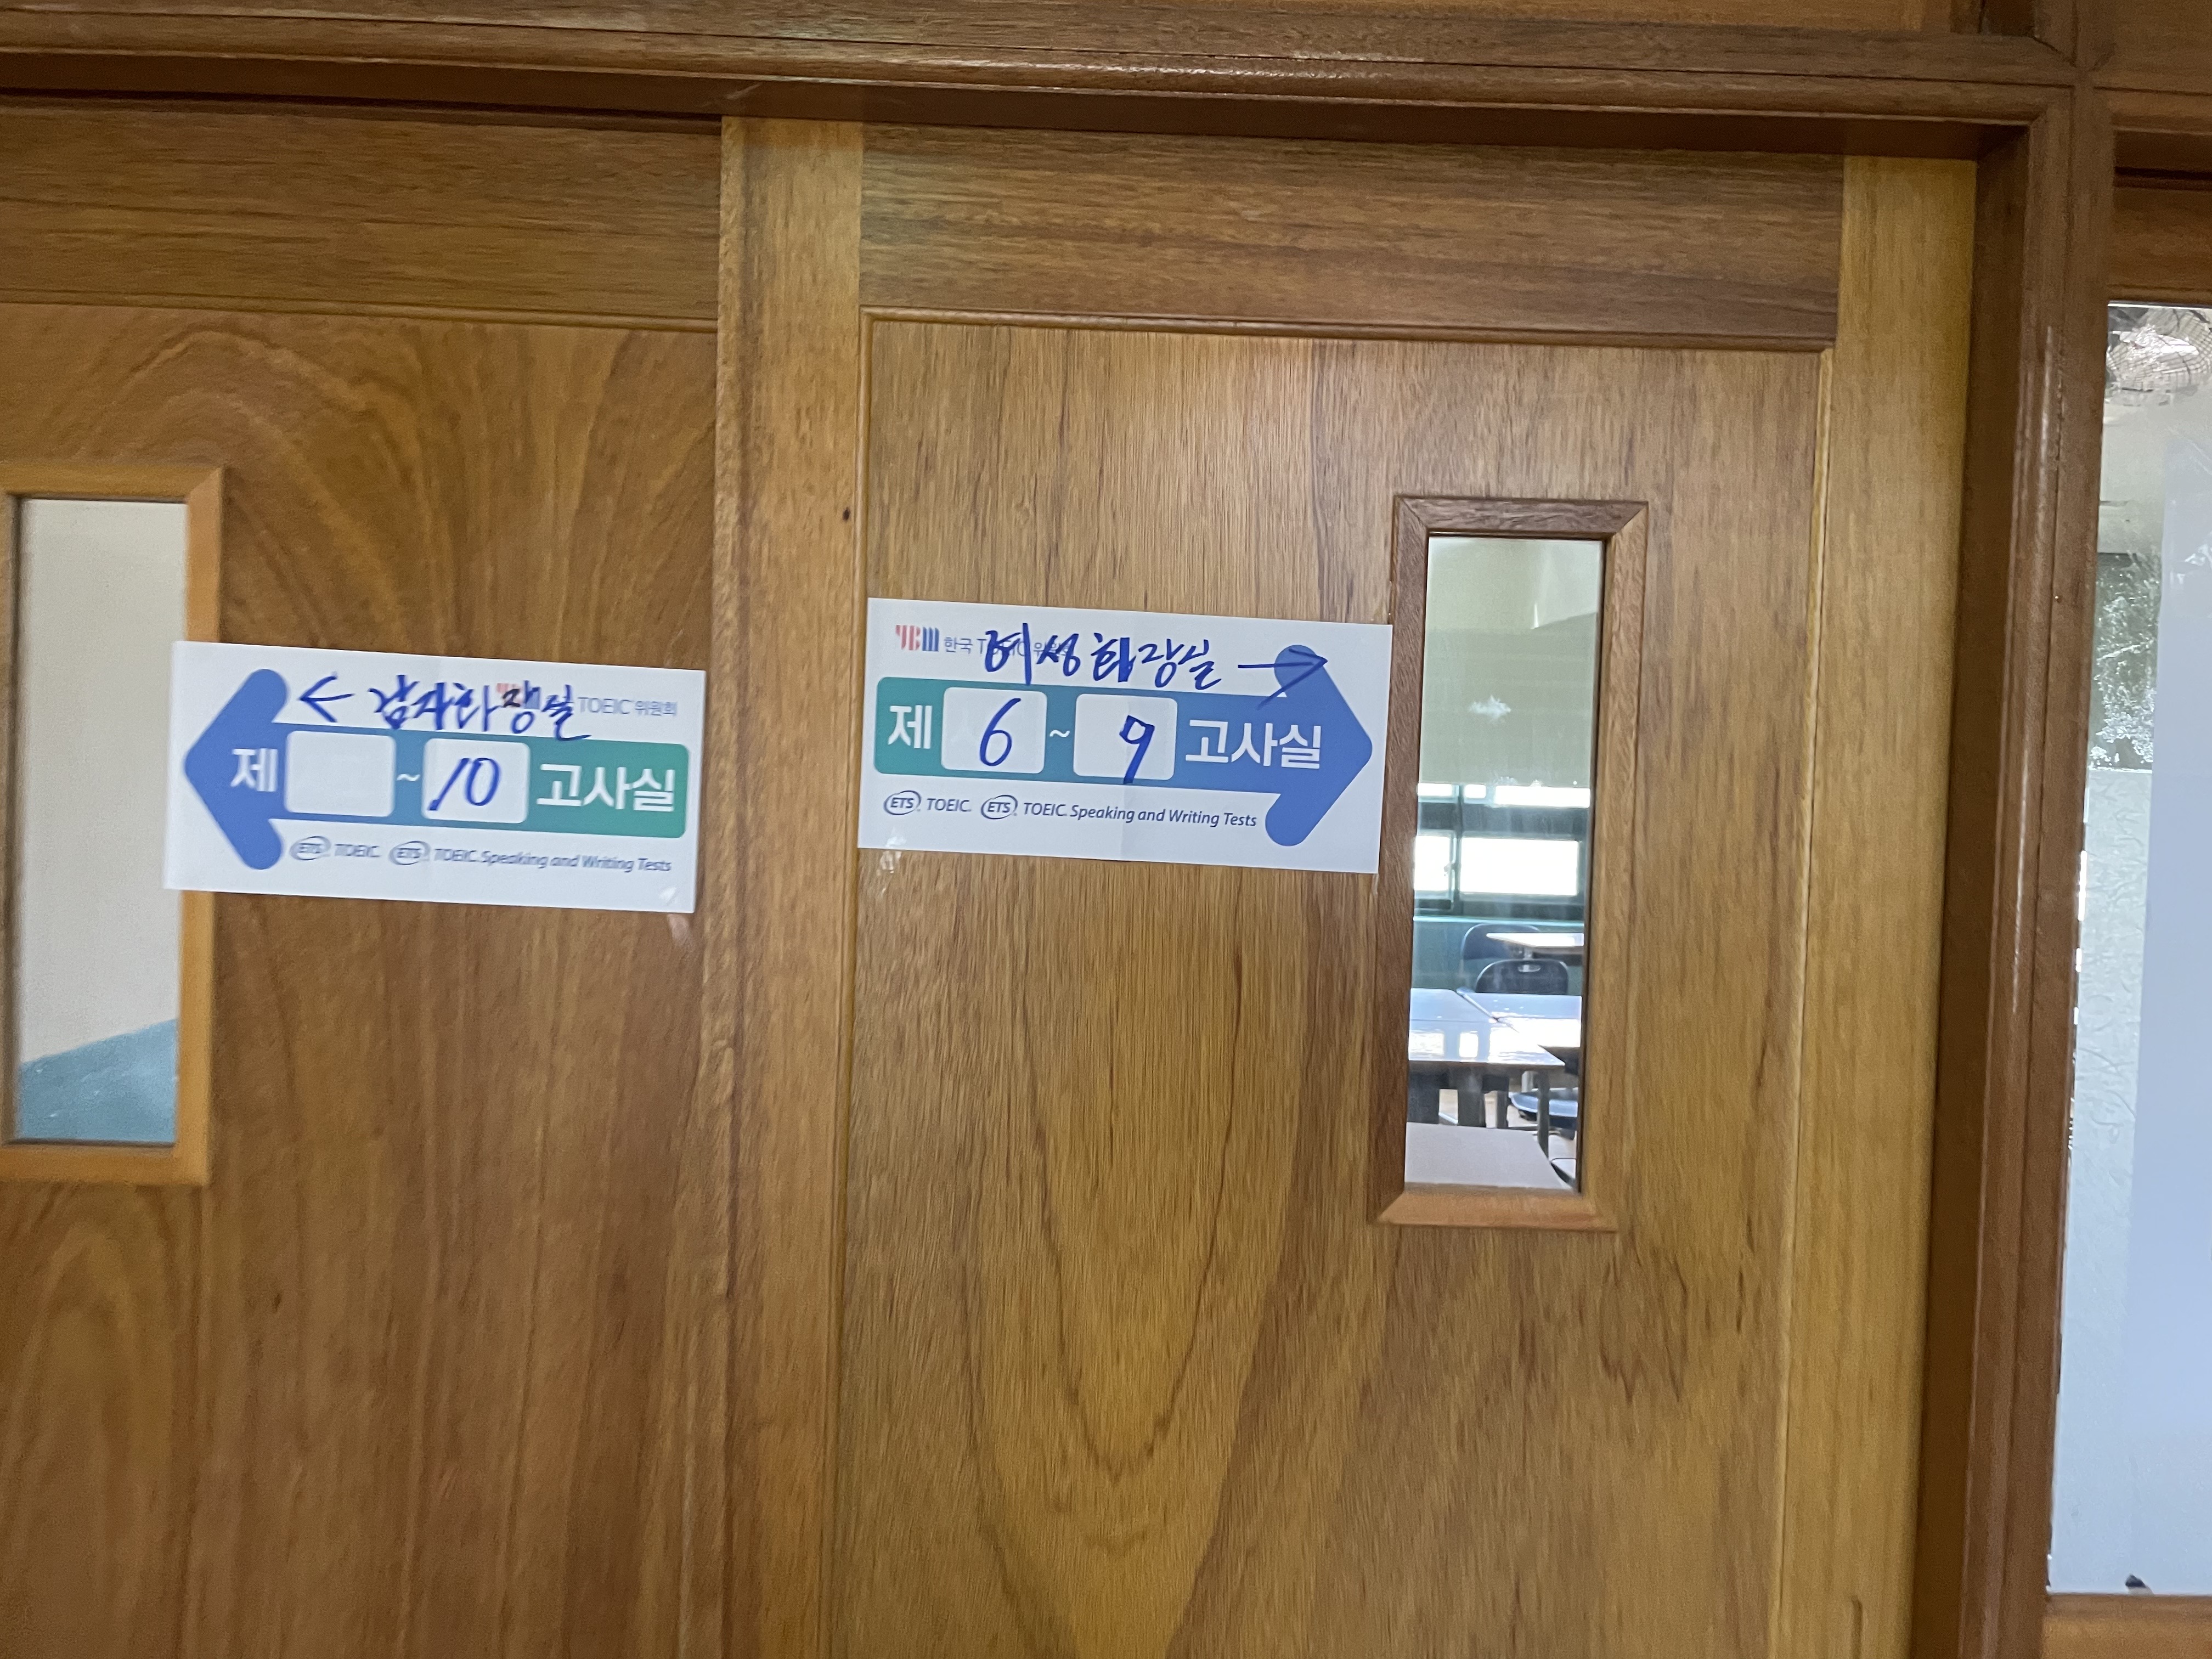 ← 남자화장실 TOEIC 위원회
제 ~ 10 고사실
ETS TOEIC. ETS TOEIC. Speaking and Writing Tests
YBM 한국 TOEIC 위원회
여성화장실 →
제 6 ~ 9 고사실
ETS TOEIC. ETS TOEIC. Speaking and Writing Tests